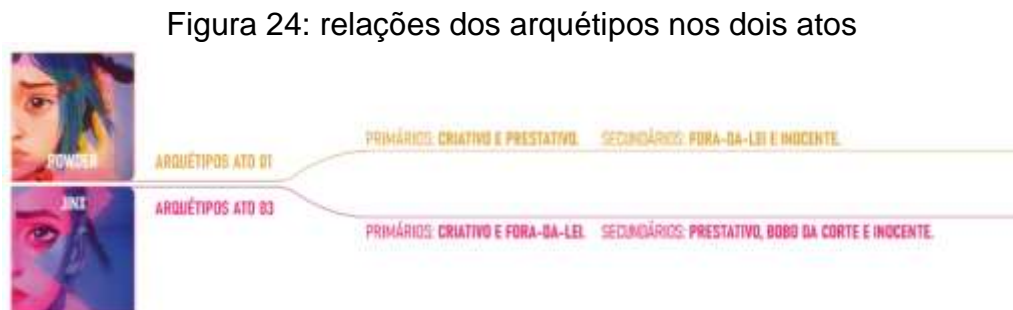 Figura 24: relações dos arquétipos nos dois atos
POWDER
ARQUÉTIPOS ATO 01
PRIMÁRIOS: CRIATIVO E PRESTATIVO. SECUNDÁRIOS: FORA-DA-LEI E INOCENTE.
JINX
ARQUÉTIPOS ATO 03
PRIMÁRIOS: CRIATIVO E FORA-DA-LEI. SECUNDÁRIOS: PRESTATIVO, BOBO DA CORTE E INOCENTE.